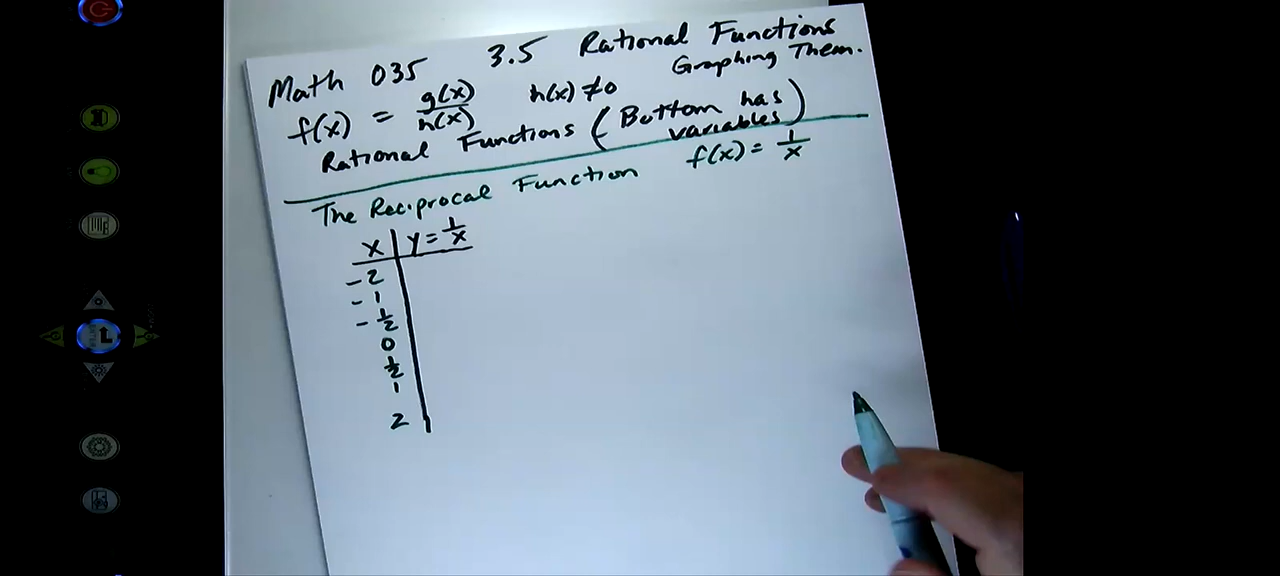 Math 035 3.5 Rational Functions
Graphing Them.
f(x) = g(x)/h(x) h(x) ≠ 0
Rational Functions (Bottom has variables)
The Reciprocal Function f(x) = 1/x
x | y = 1/x
-2
-1
-1/2
0
1/2
1
2